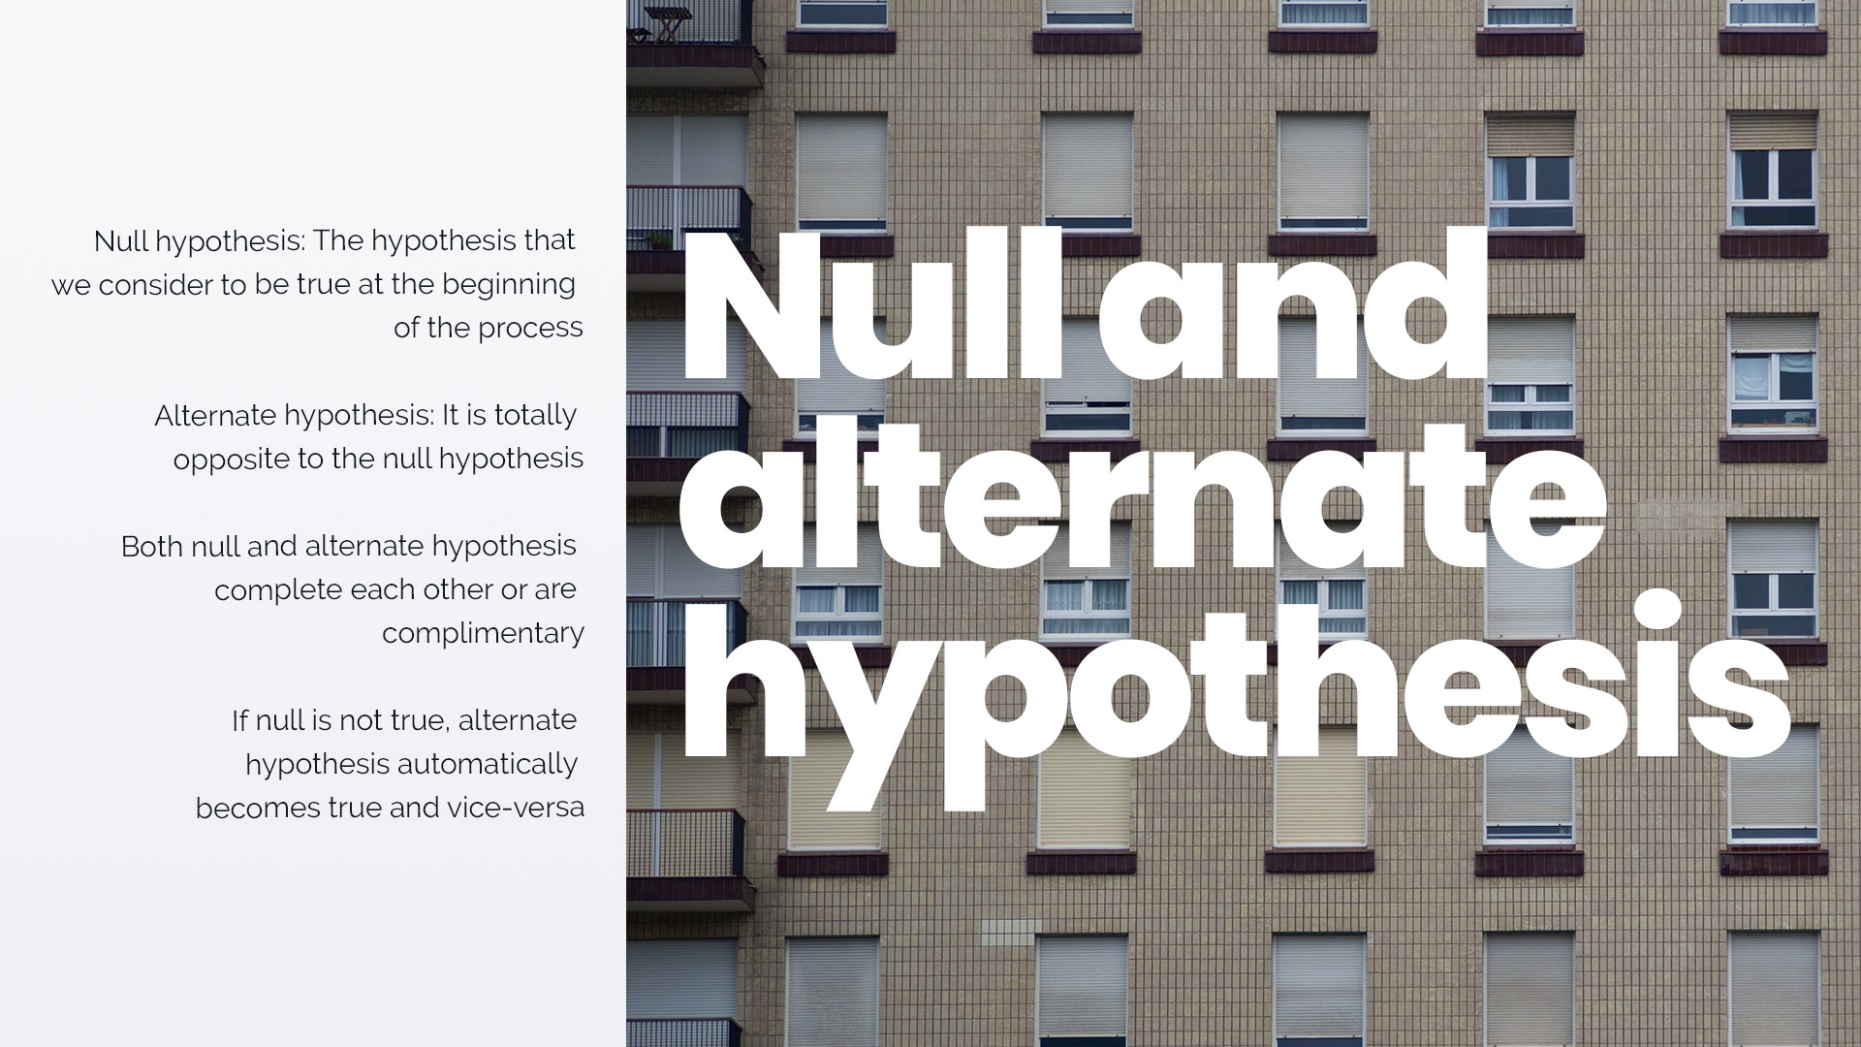 Null hypothesis: The hypothesis that
we consider to be true at the beginning
of the process
Alternate hypothesis: It is totally
opposite to the null hypothesis
Both null and alternate hypothesis
complete each other or are
complimentary
If null is not true, alternate
hypothesis automatically
becomes true and vice-versa
Null and
alternate
hypothesis